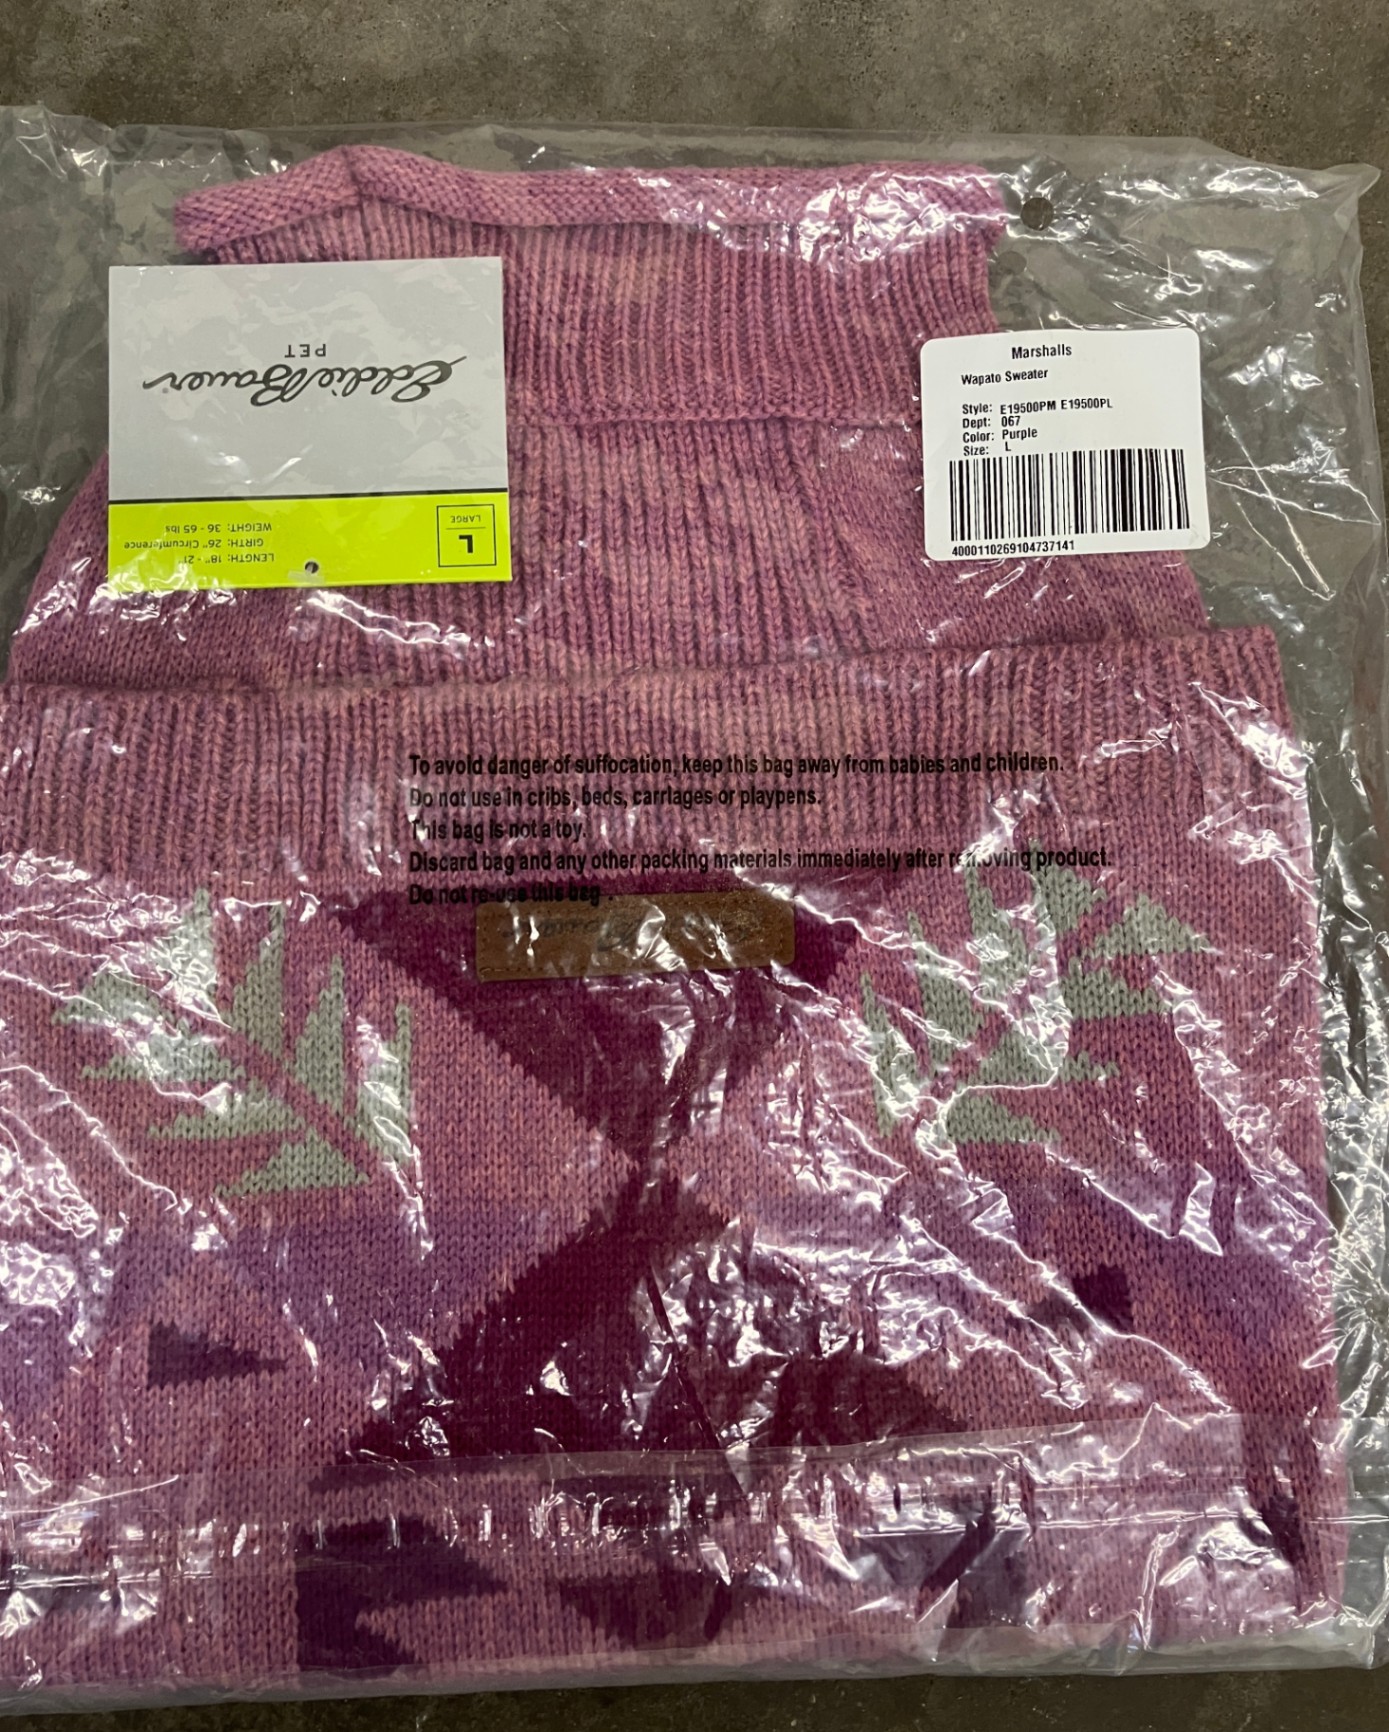 Eddie Bauer
PET
L
LARGE
LENGTH: 18" - 21"
GIRTH: 26" Circumference
WEIGHT: 36 - 65 lbs
Marshalls
Wapato Sweater
Style: E19500PM E19500PL
Dept: 067
Color: Purple
Size: L
4000110269104737141
To avoid danger of suffocation, keep this bag away from babies and children.
Do not use in cribs, beds, carriages or playpens.
This bag is not a toy.
Discard bag and any other packing materials immediately after removing product.
Do not re-use this bag.